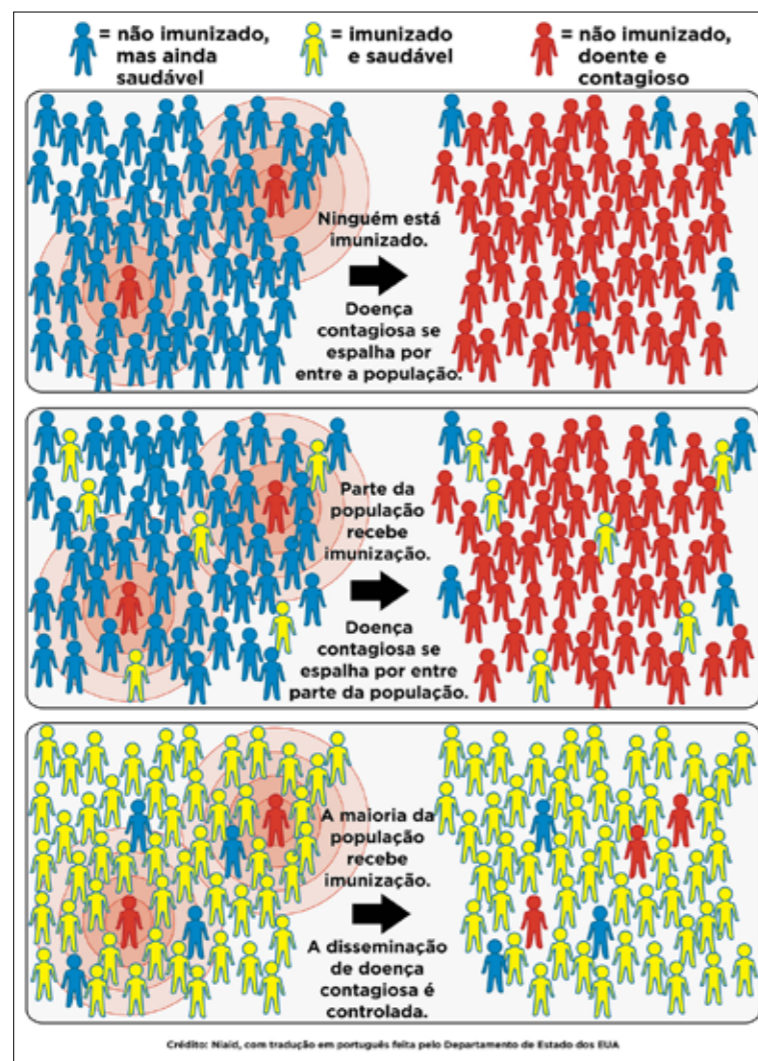 = não imunizado,
mas ainda
saudável
= imunizado
e saudável
= não imunizado,
doente e
contagioso
Ninguém está
imunizado.
Doença
contagiosa se
espalha por
entre a população.
Parte da
população
recebe
imunização.
Doença
contagiosa se
espalha por entre
parte da população.
A maioria da
população
recebe
imunização.
A disseminação
de doença
contagiosa é
controlada.
Crédito: Niaid, com tradução em português feita pelo Departamento de Estado dos EUA